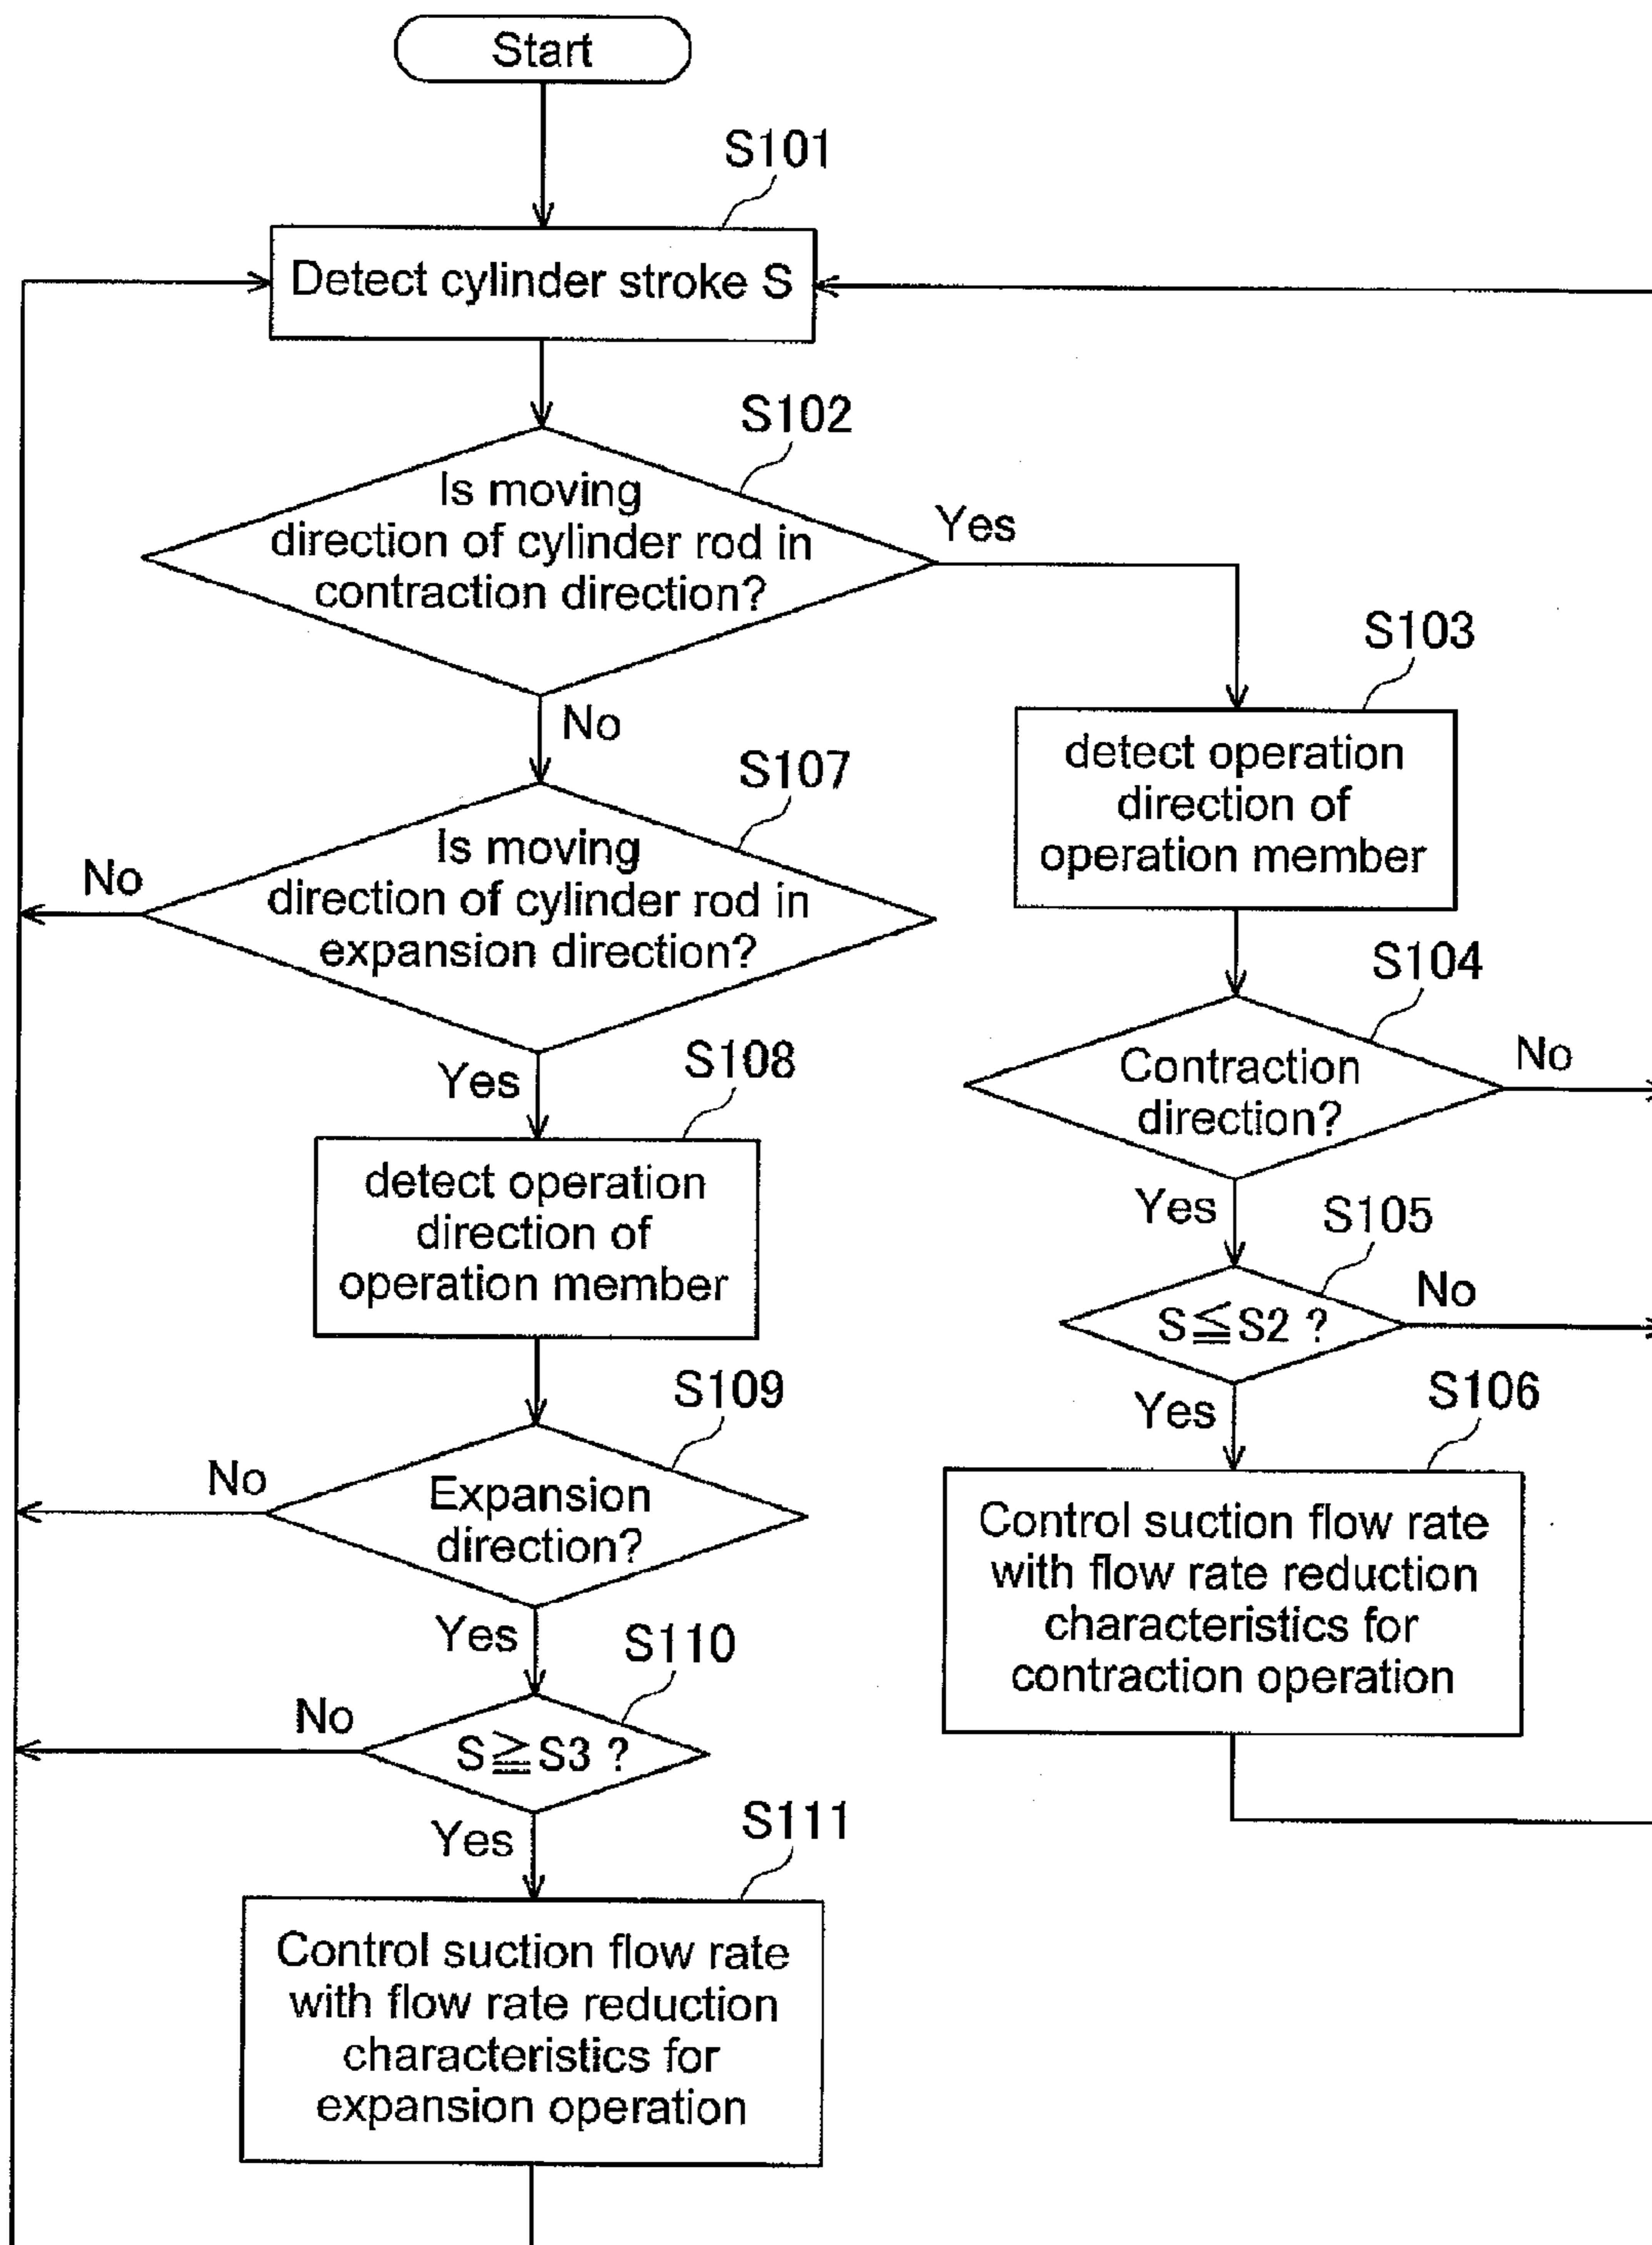 Start
S101
Detect cylinder stroke S
S102
Is moving
direction of cylinder rod in
contraction direction?
Yes
No
S103
detect operation
direction of
operation member
S107
Is moving
direction of cylinder rod in
expansion direction?
No
Yes
S104
Contraction
direction?
No
Yes
S108
detect operation
direction of
operation member
S105
S≦S2 ?
No
Yes
S109
Expansion
direction?
No
Yes
S106
Control suction flow rate
with flow rate reduction
characteristics for
contraction operation
S110
S≧S3 ?
No
Yes
S111
Control suction flow rate
with flow rate reduction
characteristics for
expansion operation